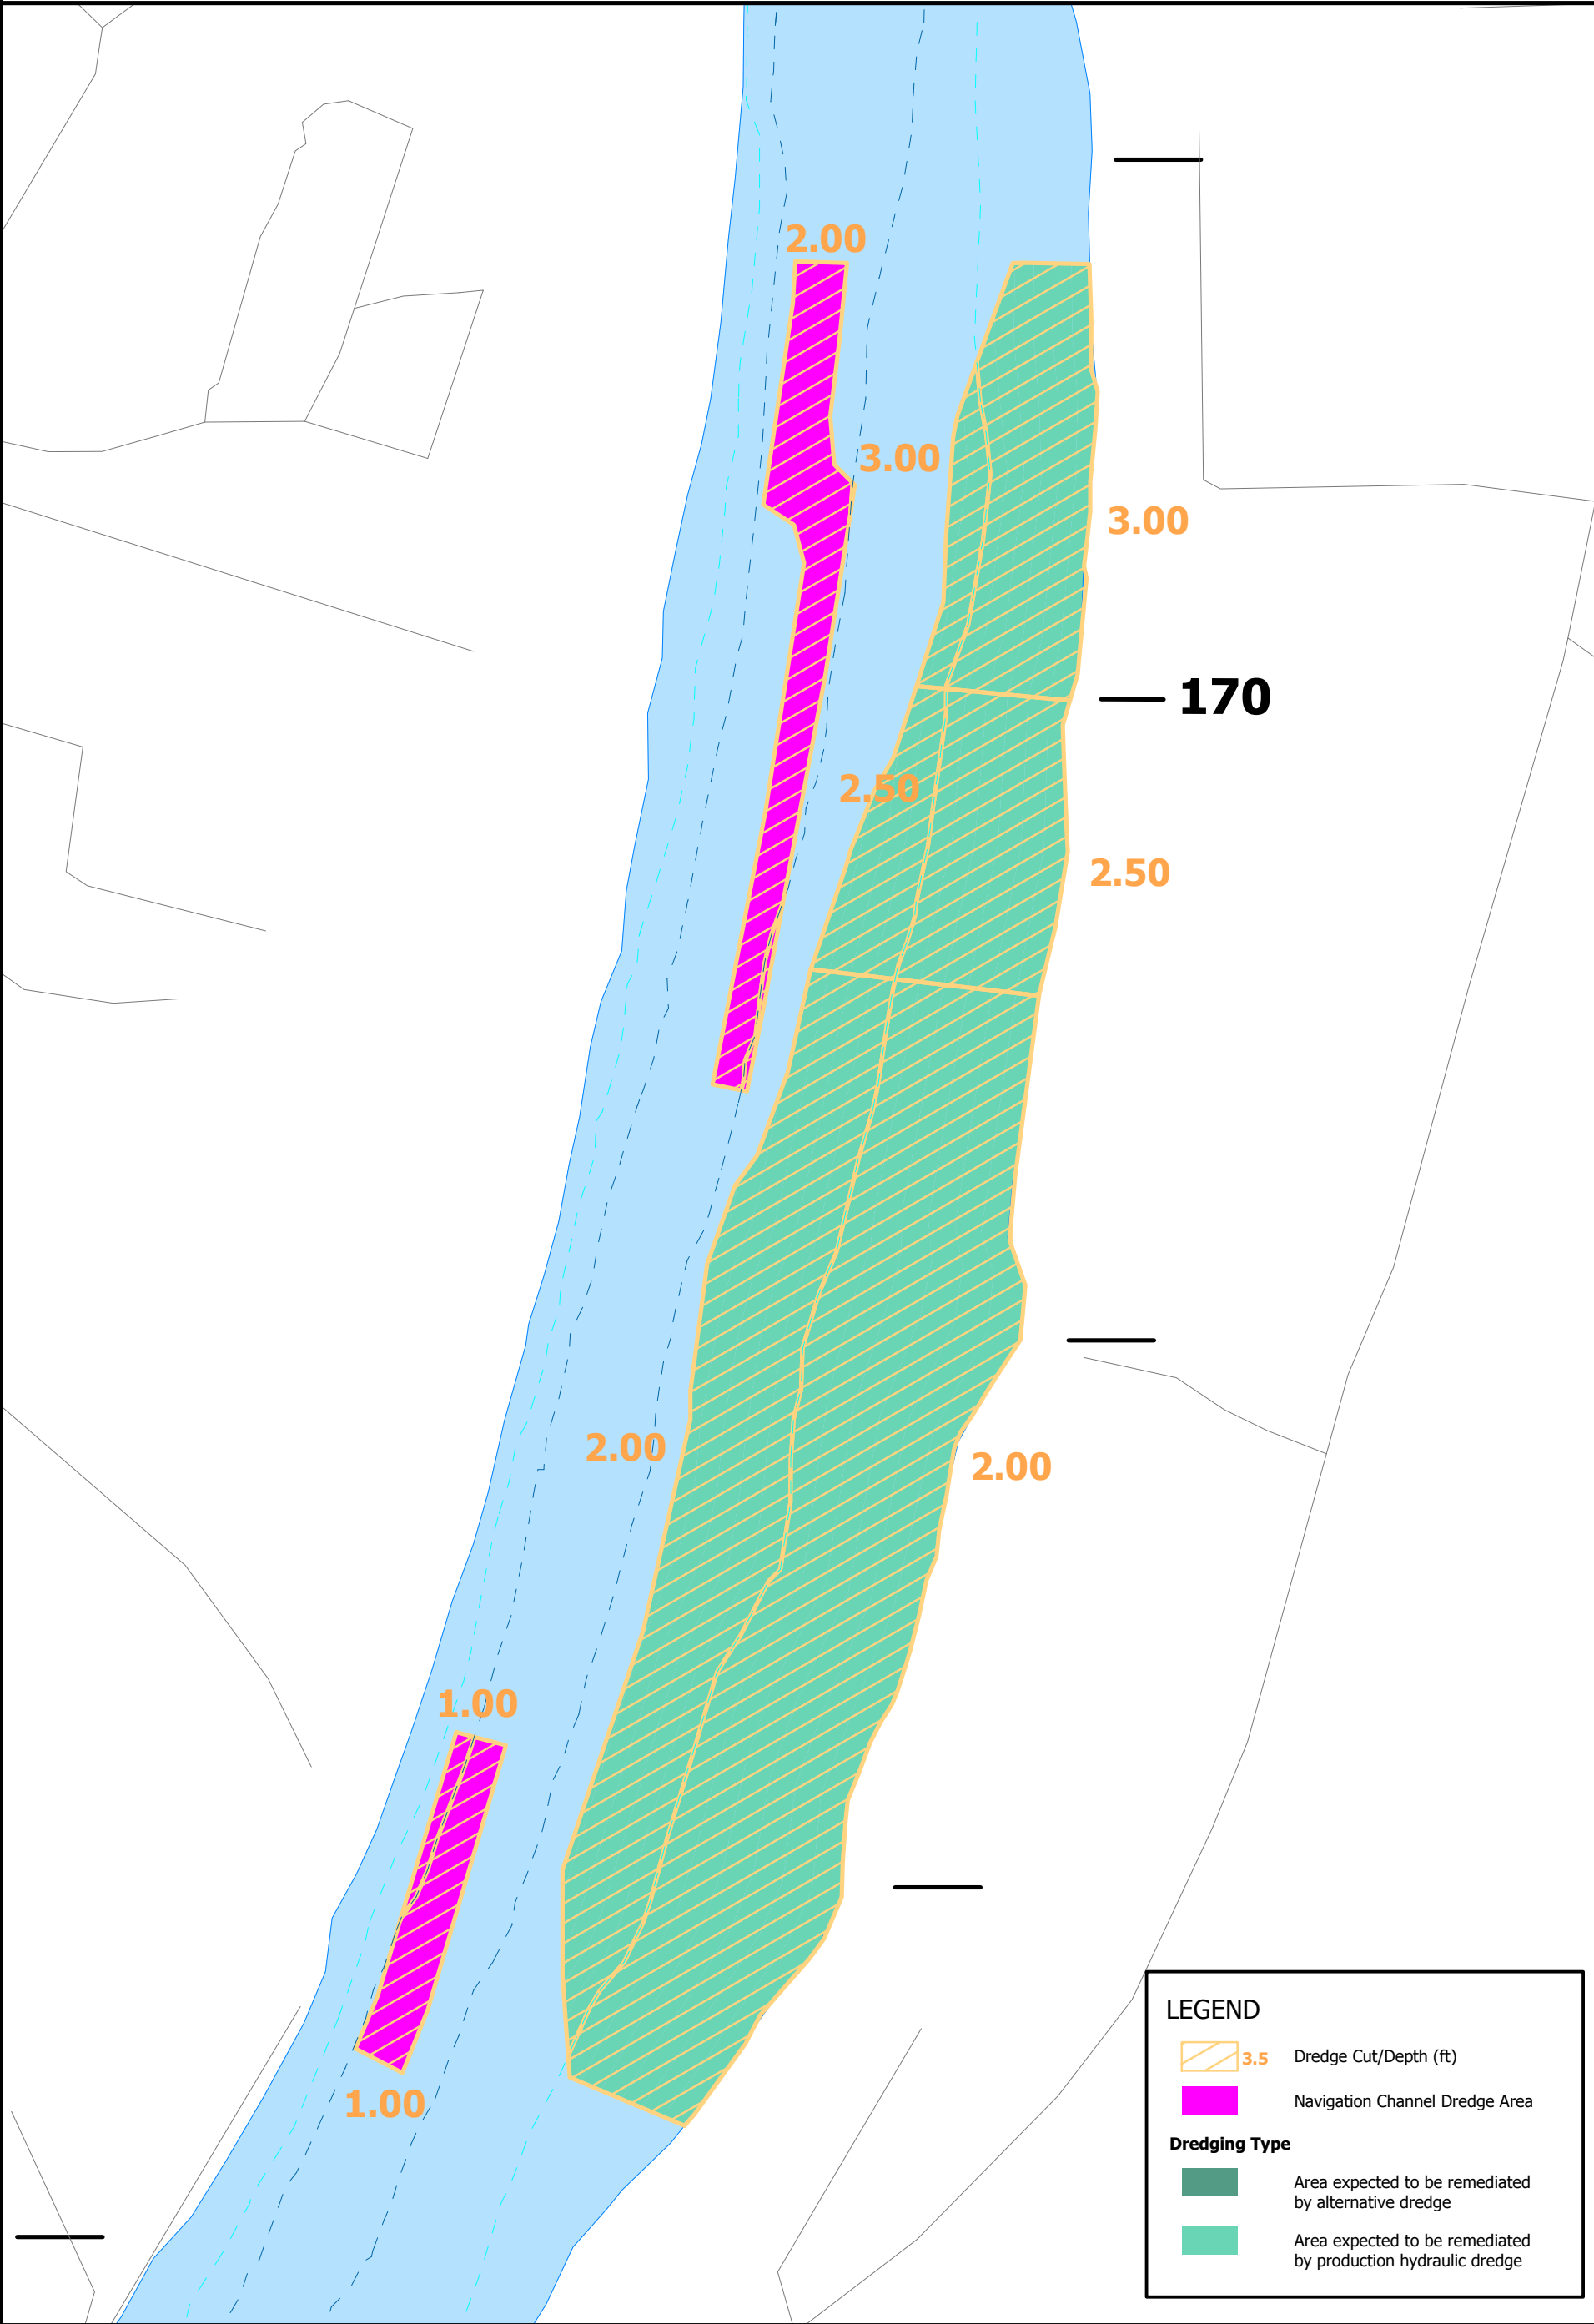 2.00
3.00
3.00
170
2.50
2.50
2.00
2.00
1.00
1.00
LEGEND
3.5 Dredge Cut/Depth (ft)
Navigation Channel Dredge Area
Dredging Type
Area expected to be remediated
by alternative dredge
Area expected to be remediated
by production hydraulic dredge